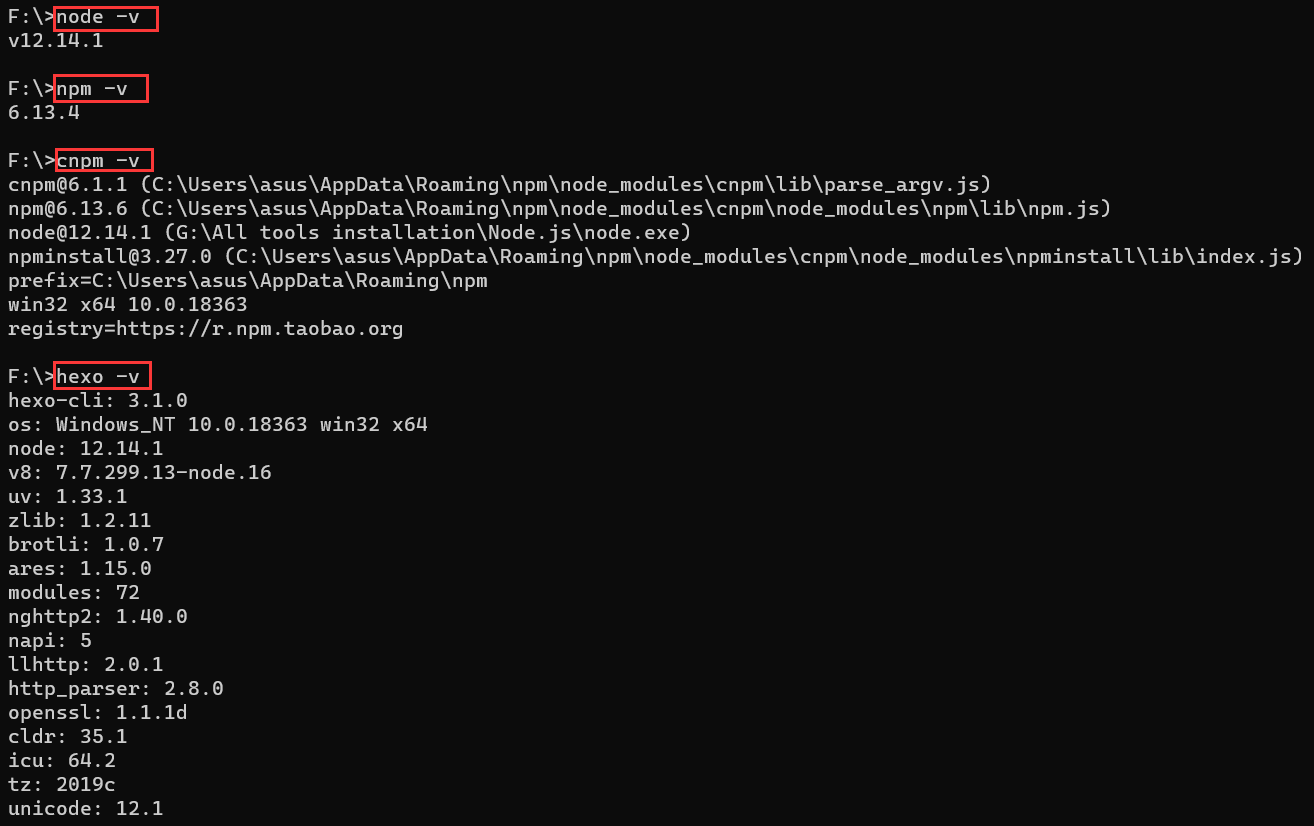 F:\>node -v
v12.14.1
F:\>npm -v
6.13.4
F:\>cnpm -v
cnpm@6.1.1 (C:\Users\asus\AppData\Roaming\npm\node_modules\cnpm\lib\parse_argv.js)
npm@6.13.6 (C:\Users\asus\AppData\Roaming\npm\node_modules\cnpm\node_modules\npm\lib\npm.js)
node@12.14.1 (G:\All tools installation\Node.js\node.exe)
npminstall@3.27.0 (C:\Users\asus\AppData\Roaming\npm\node_modules\cnpm\node_modules\npminstall\lib\index.js)
prefix=C:\Users\asus\AppData\Roaming\npm
win32 x64 10.0.18363
registry=https://r.npm.taobao.org
F:\>hexo -v
hexo-cli: 3.1.0
os: Windows_NT 10.0.18363 win32 x64
node: 12.14.1
v8: 7.7.299.13-node.16
uv: 1.33.1
zlib: 1.2.11
brotli: 1.0.7
ares: 1.15.0
modules: 72
nghttp2: 1.40.0
napi: 5
llhttp: 2.0.1
http_parser: 2.8.0
openssl: 1.1.1d
cldr: 35.1
icu: 64.2
tz: 2019c
unicode: 12.1